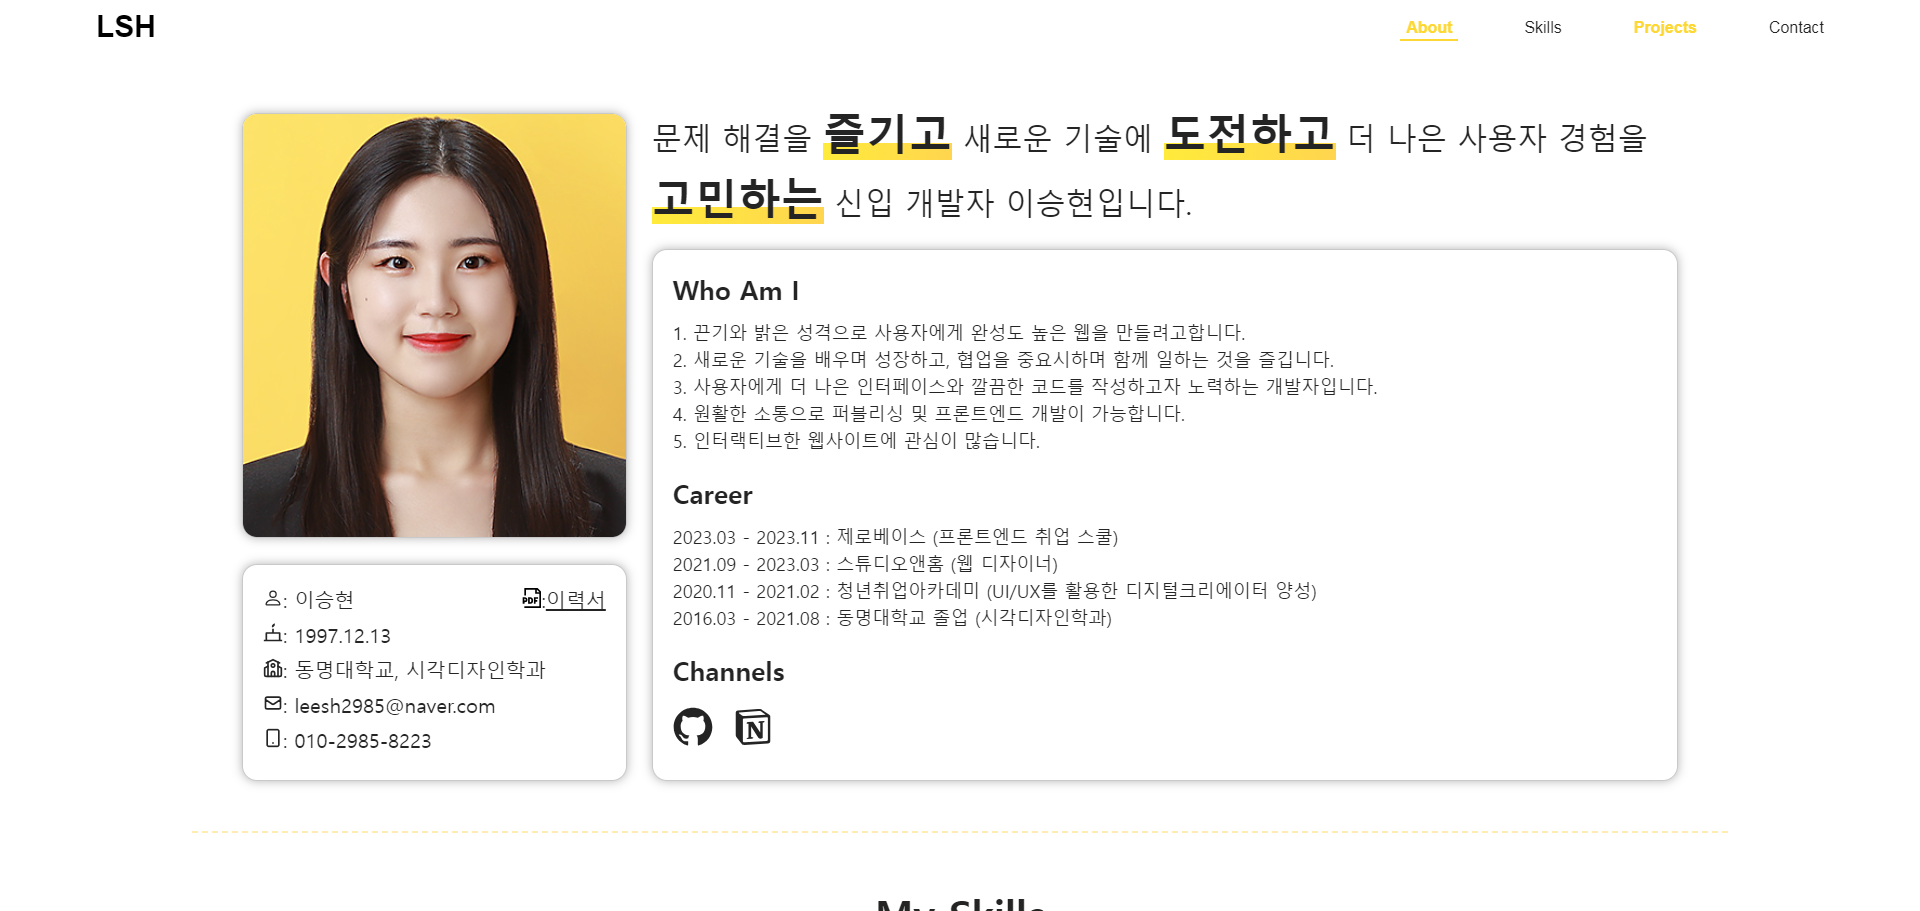 LSH
About Skills Projects Contact
문제 해결을 즐기고 새로운 기술에 도전하고 더 나은 사용자 경험을
고민하는 신입 개발자 이승현입니다.
Who Am I
1. 끈기와 밝은 성격으로 사용자에게 완성도 높은 웹을 만들려고합니다.
2. 새로운 기술을 배우며 성장하고, 협업을 중요시하며 함께 일하는 것을 즐깁니다.
3. 사용자에게 더 나은 인터페이스와 깔끔한 코드를 작성하고자 노력하는 개발자입니다.
4. 원활한 소통으로 퍼블리싱 및 프론트엔드 개발이 가능합니다.
5. 인터랙티브한 웹사이트에 관심이 많습니다.
Career
2023.03 - 2023.11 : 제로베이스 (프론트엔드 취업 스쿨)
2021.09 - 2023.03 : 스튜디오앤홈 (웹 디자이너)
2020.11 - 2021.02 : 청년취업아카데미 (UI/UX를 활용한 디지털크리에이터 양성)
2016.03 - 2021.08 : 동명대학교 졸업 (시각디자인학과)
Channels
N
: 이승현
PDF :이력서
: 1997.12.13
: 동명대학교, 시각디자인학과
: leesh2985@naver.com
: 010-2985-8223
My Skills